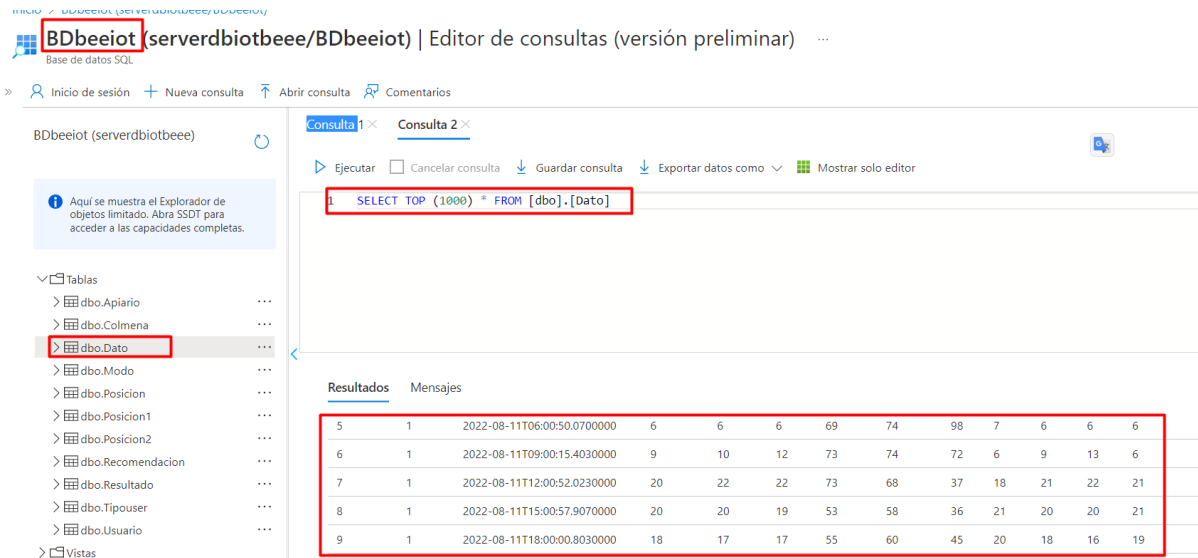 Inicio > BDbeeiot (serverdbiotbeee/BDbeeiot)
BDbeeiot (serverdbiotbeee/BDbeeiot) | Editor de consultas (versión preliminar) ...
Base de datos SQL
» Inicio de sesión + Nueva consulta Abrir consulta Comentarios
BDbeeiot (serverdbiotbeee)
Aquí se muestra el Explorador de
objetos limitado. Abra SSDT para
acceder a las capacidades completas.
Tablas
dbo.Apiario ...
dbo.Colmena ...
dbo.Dato ...
dbo.Modo ...
dbo.Posicion ...
dbo.Posicion1 ...
dbo.Posicion2 ...
dbo.Recomendacion ...
dbo.Resultado ...
dbo.Tipouser ...
dbo.Usuario ...
Vistas
Consulta 1 × Consulta 2 ×
Ejecutar Cancelar consulta Guardar consulta Exportar datos como Mostrar solo editor
1 SELECT TOP (1000) * FROM [dbo].[Dato]
Resultados Mensajes
5 1 2022-08-11T06:00:50.0700000 6 6 6 69 74 98 7 6 6 6
6 1 2022-08-11T09:00:15.4030000 9 10 12 73 74 72 6 9 13 6
7 1 2022-08-11T12:00:52.0230000 20 22 22 73 68 37 18 21 22 21
8 1 2022-08-11T15:00:57.9070000 20 20 19 53 58 36 21 20 20 21
9 1 2022-08-11T18:00:00.8030000 18 17 17 55 60 45 20 18 16 19